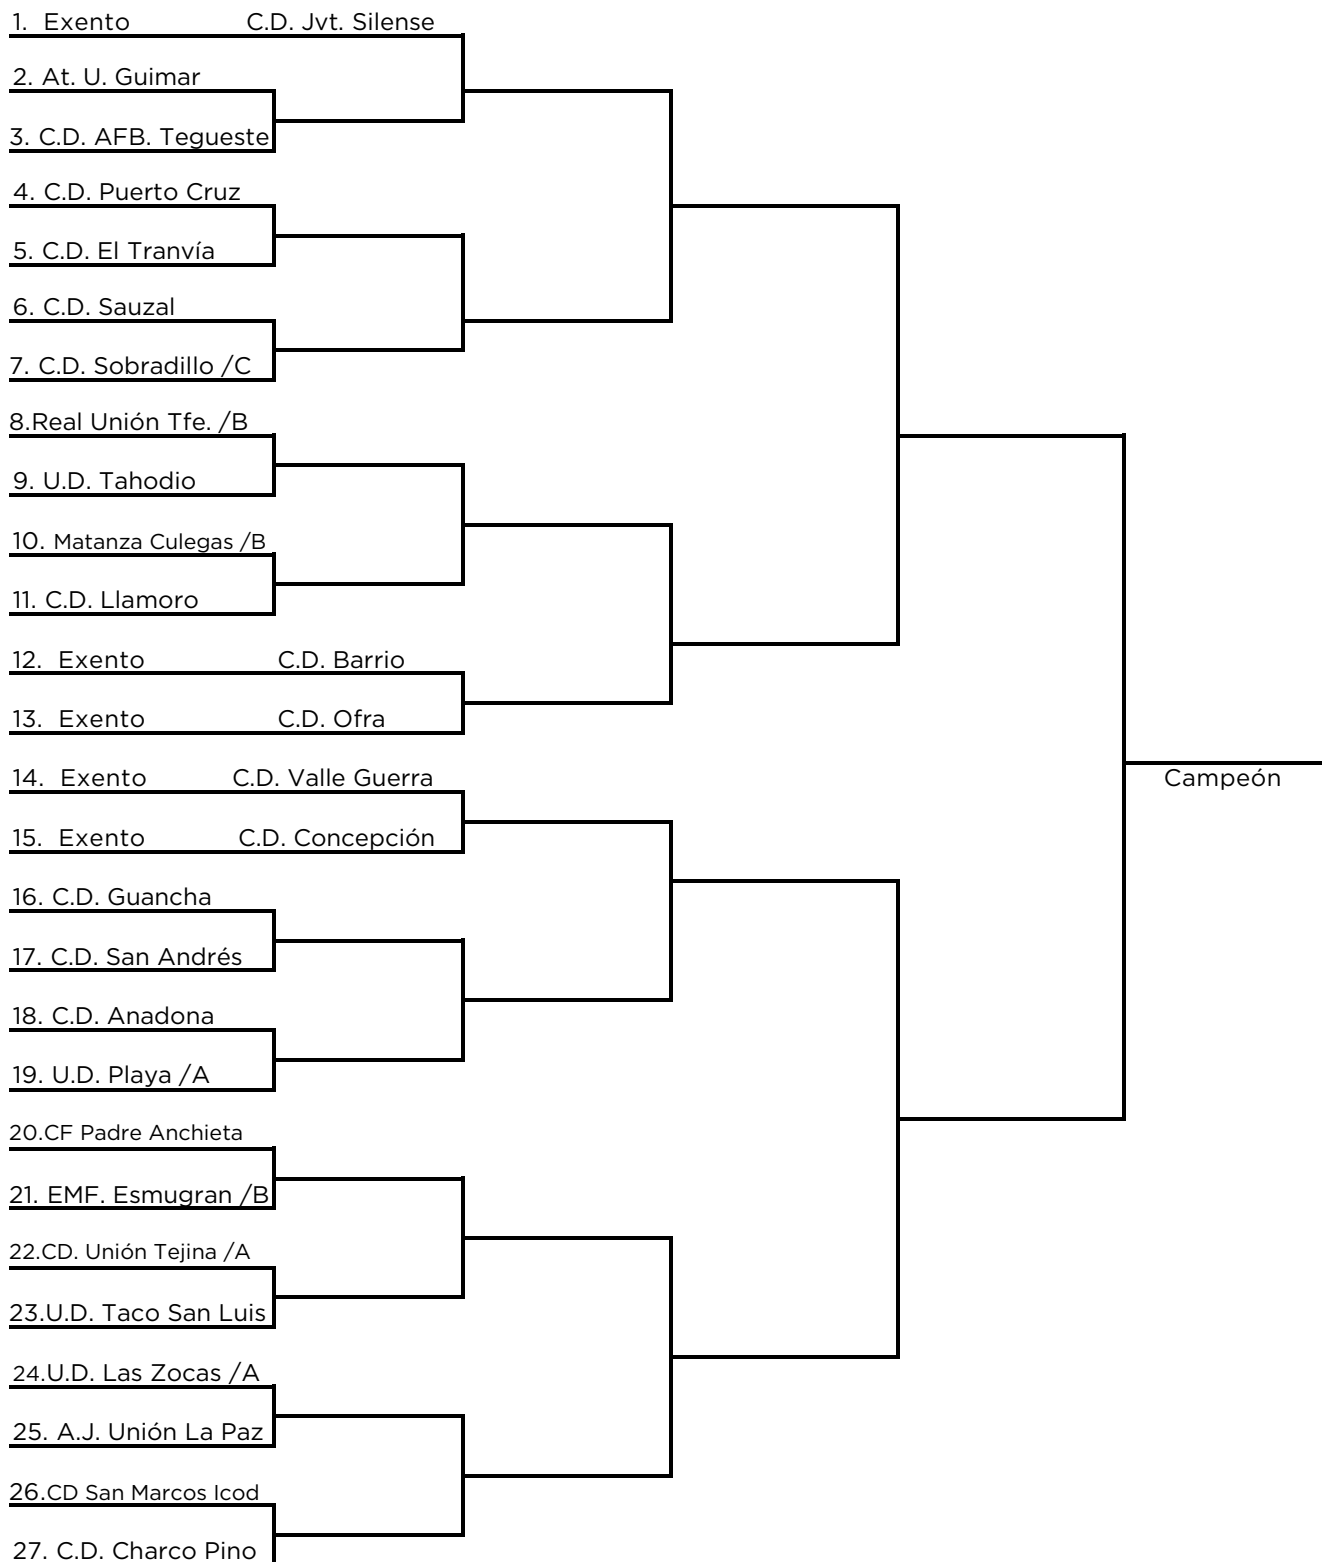 1. Exento C.D. Jvt. Silense
2. At. U. Guimar
3. C.D. AFB. Tegueste
4. C.D. Puerto Cruz
5. C.D. El Tranvía
6. C.D. Sauzal
7. C.D. Sobradillo /C
8.Real Unión Tfe. /B
9. U.D. Tahodio
10. Matanza Culegas /B
11. C.D. Llamoro
12. Exento C.D. Barrio
13. Exento C.D. Ofra
14. Exento C.D. Valle Guerra
Campeón
15. Exento C.D. Concepción
16. C.D. Guancha
17. C.D. San Andrés
18. C.D. Anadona
19. U.D. Playa /A
20.CF Padre Anchieta
21. EMF. Esmugran /B
22.CD. Unión Tejina /A
23.U.D. Taco San Luis
24.U.D. Las Zocas /A
25. A.J. Unión La Paz
26.CD San Marcos Icod
27. C.D. Charco Pino